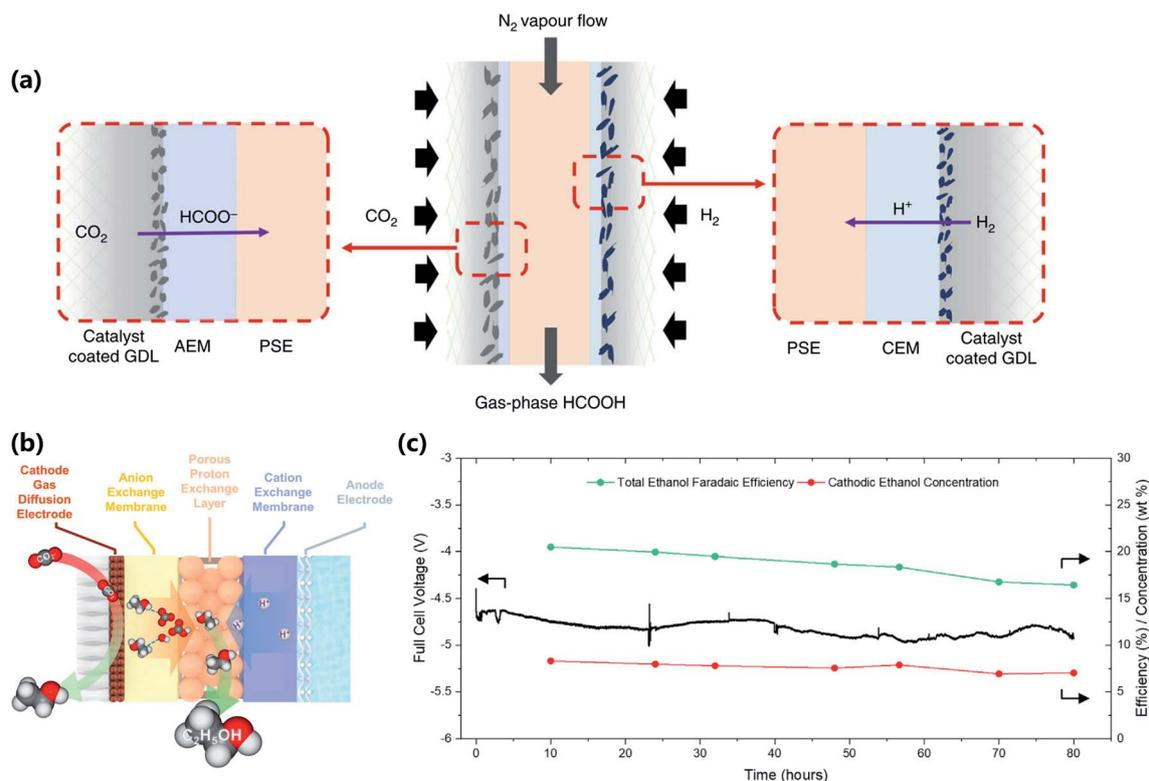 (a)
N₂ vapour flow
CO₂
HCOO⁻
Catalyst
coated GDL
AEM
PSE
CO₂
H₂
Gas-phase HCOOH
H⁺
H₂
PSE
CEM
Catalyst
coated GDL
(b)
Cathode
Gas
Diffusion
Electrode
Anion
Exchange
Membrane
Porous
Proton
Exchange
Layer
Cation
Exchange
Membrane
Anode
Electrode
CO₂
H⁺
H⁺
C₂H₅OH
(c)
Total Ethanol Faradaic Efficiency
Cathodic Ethanol Concentration
Full Cell Voltage (V)
-3
-3.5
-4
-4.5
-5
-5.5
-6
0
10
20
30
40
50
60
70
80
Time (hours)
30
25
20
15
10
5
0
Efficiency (%) / Concentration (wt %)